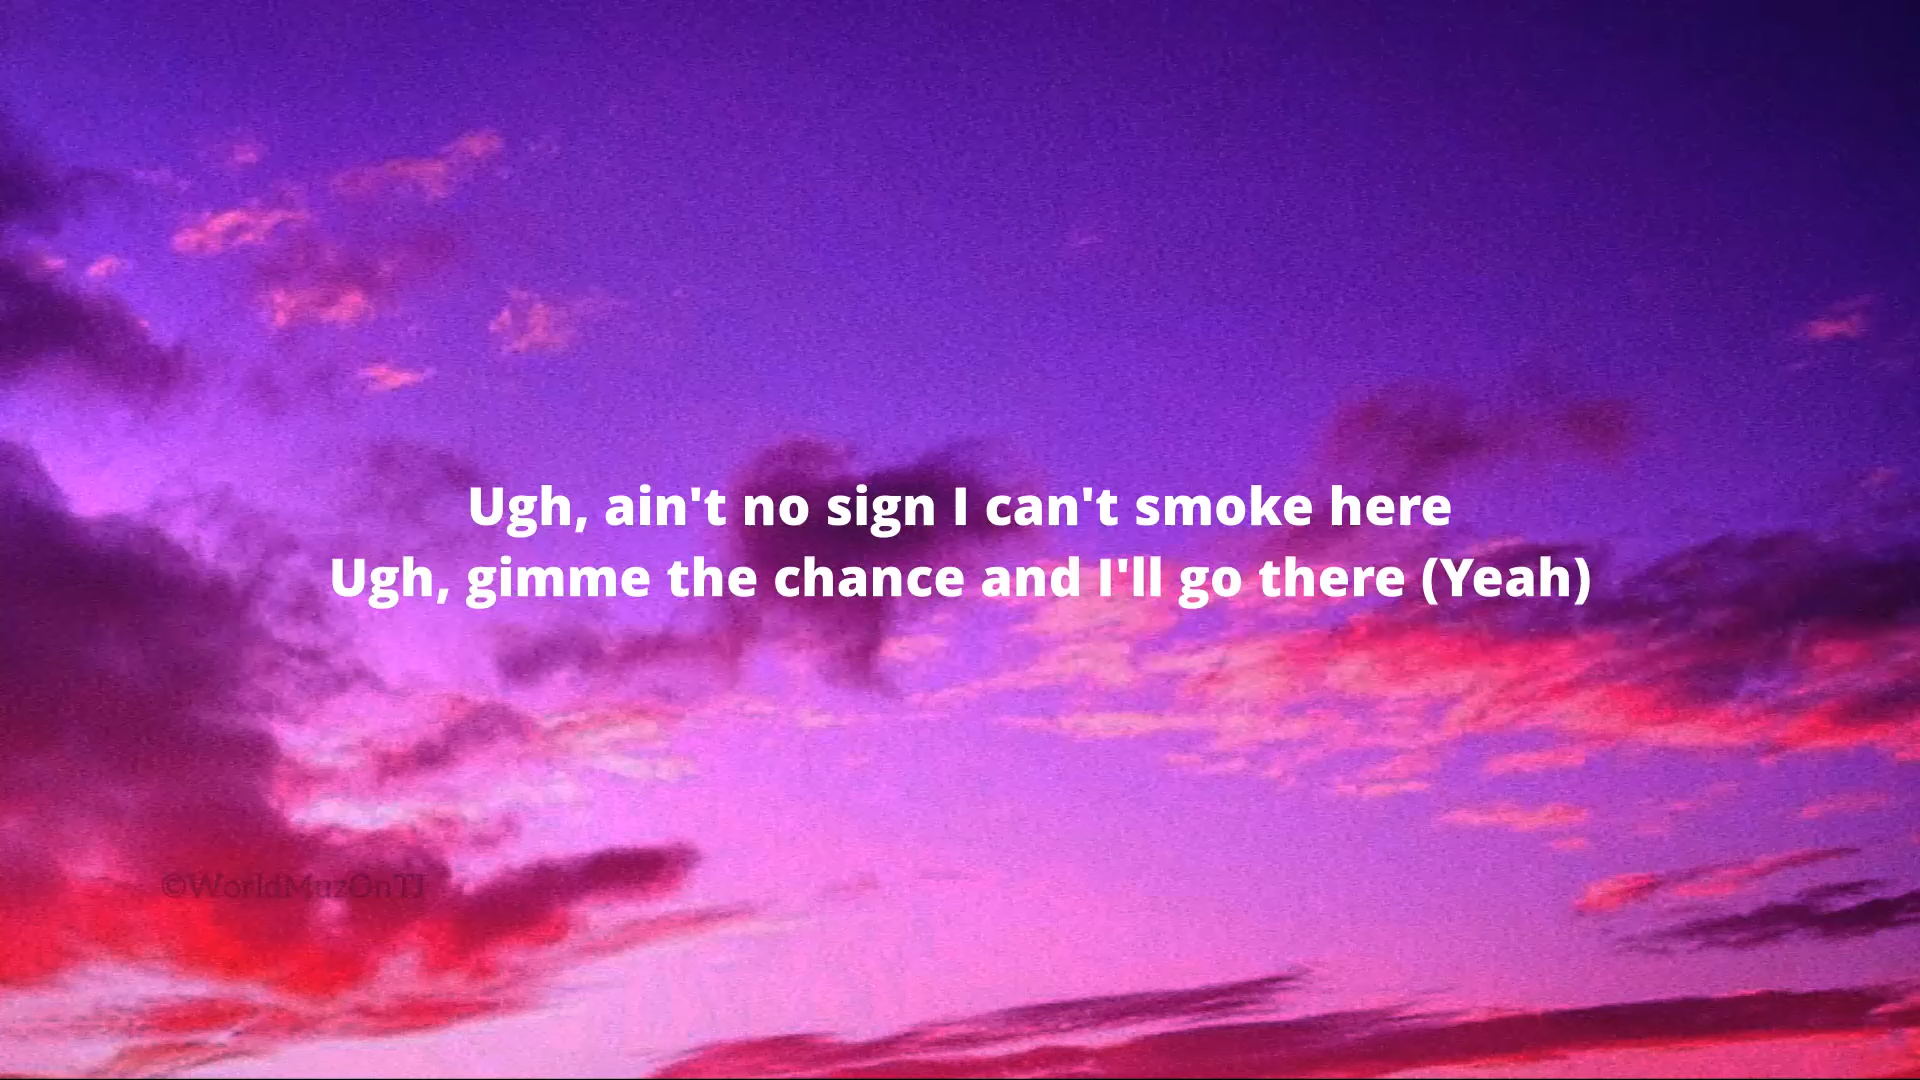 Ugh, ain't no sign I can't smoke here
Ugh, gimme the chance and I'll go there (Yeah)
©WorldMuzOnTJ